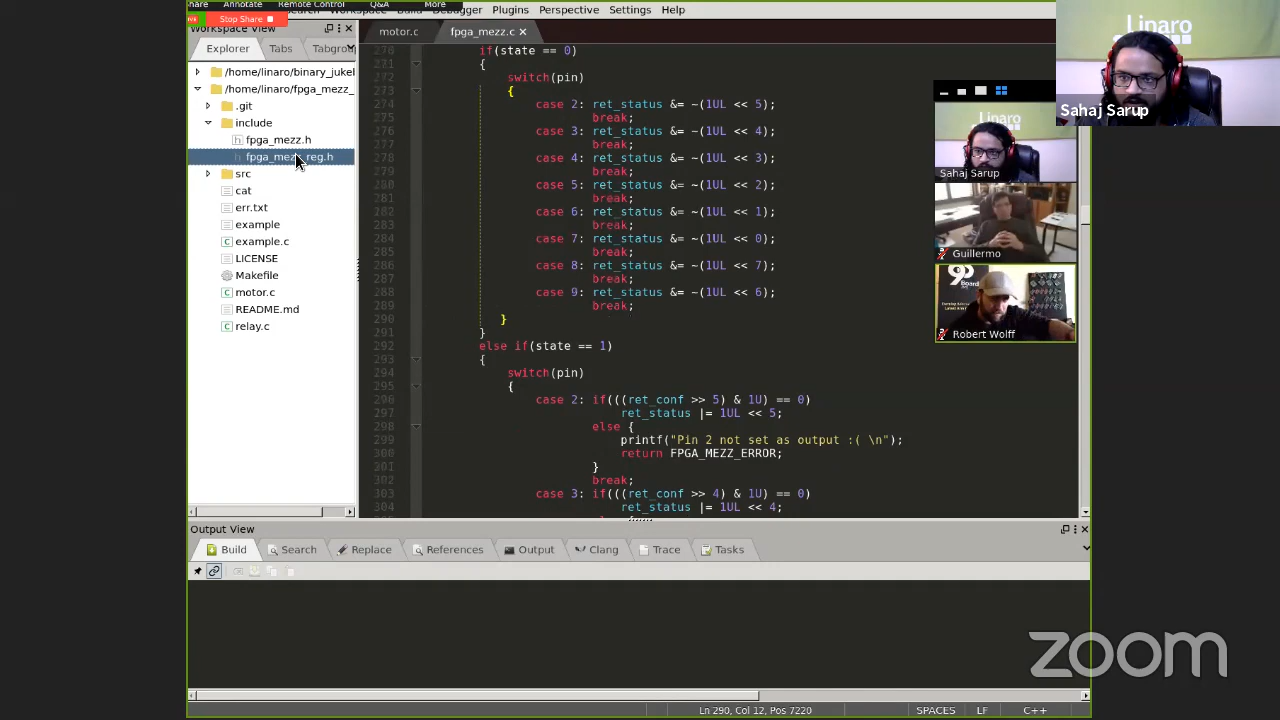 hare Annotate Remote Control Q&A More
Stop Share
Search Workspace Build Debugger Plugins Perspective Settings Help
Workspace View
Explorer Tabs Tabgro
/home/linaro/binary_jukel
/home/linaro/fpga_mezz_
.git
include
fpga_mezz.h
fpga_mezz_reg.h
src
cat
err.txt
example
example.c
LICENSE
Makefile
motor.c
README.md
relay.c
motor.c fpga_mezz.c
270 if(state == 0)
271 {
272 switch(pin)
273 {
274 case 2: ret_status &= ~(1UL << 5);
275 break;
276 case 3: ret_status &= ~(1UL << 4);
277 break;
278 case 4: ret_status &= ~(1UL << 3);
279 break;
280 case 5: ret_status &= ~(1UL << 2);
281 break;
282 case 6: ret_status &= ~(1UL << 1);
283 break;
284 case 7: ret_status &= ~(1UL << 0);
285 break;
286 case 8: ret_status &= ~(1UL << 7);
287 break;
288 case 9: ret_status &= ~(1UL << 6);
289 break;
290 }
291 }
292 else if(state == 1)
293 {
294 switch(pin)
295 {
296 case 2: if(((ret_conf >> 5) & 1U) == 0)
297 ret_status |= 1UL << 5;
298 else {
299 printf("Pin 2 not set as output :( \n");
300 return FPGA_MEZZ_ERROR;
301 }
302 break;
303 case 3: if(((ret_conf >> 4) & 1U) == 0)
304 ret_status |= 1UL << 4;
Linaro
Sahaj Sarup
Linaro
Sahaj Sarup
Guillermo
Robert Wolff
Output View
Build Search Replace References Output Clang Trace Tasks
zoom
Ln 290, Col 12, Pos 7220 SPACES LF C++